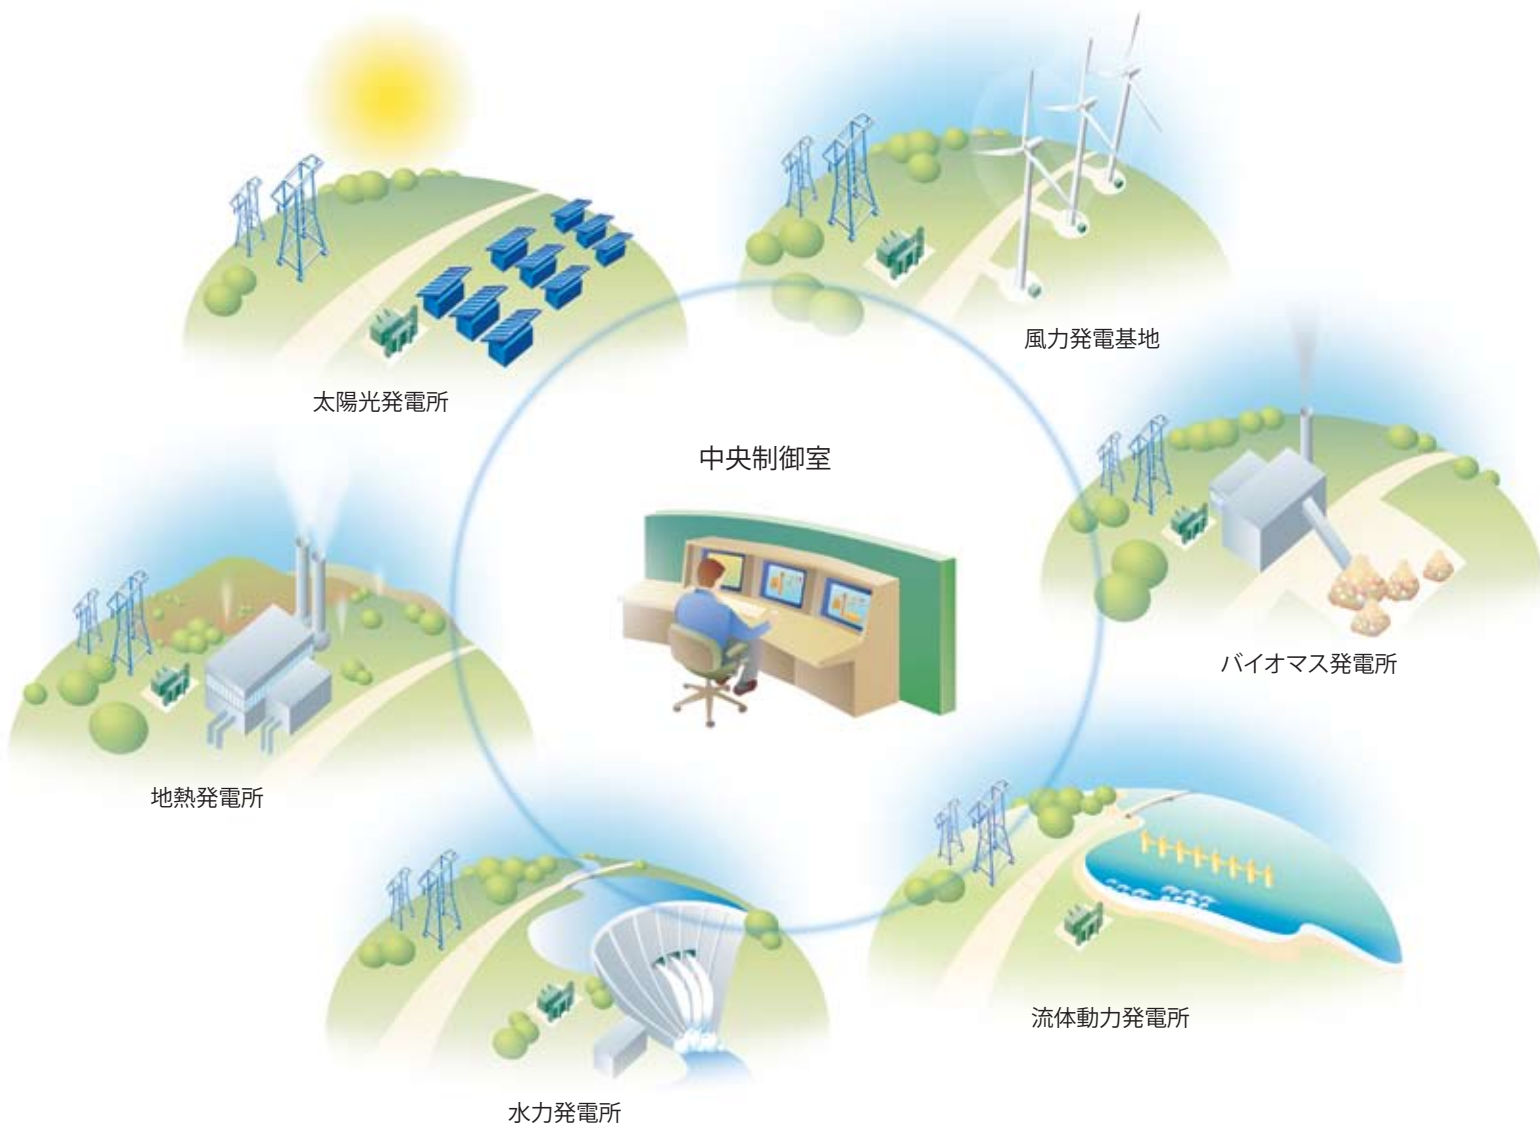 風力発電基地
太陽光発電所
中央制御室
バイオマス発電所
地熱発電所
流体動力発電所
水力発電所